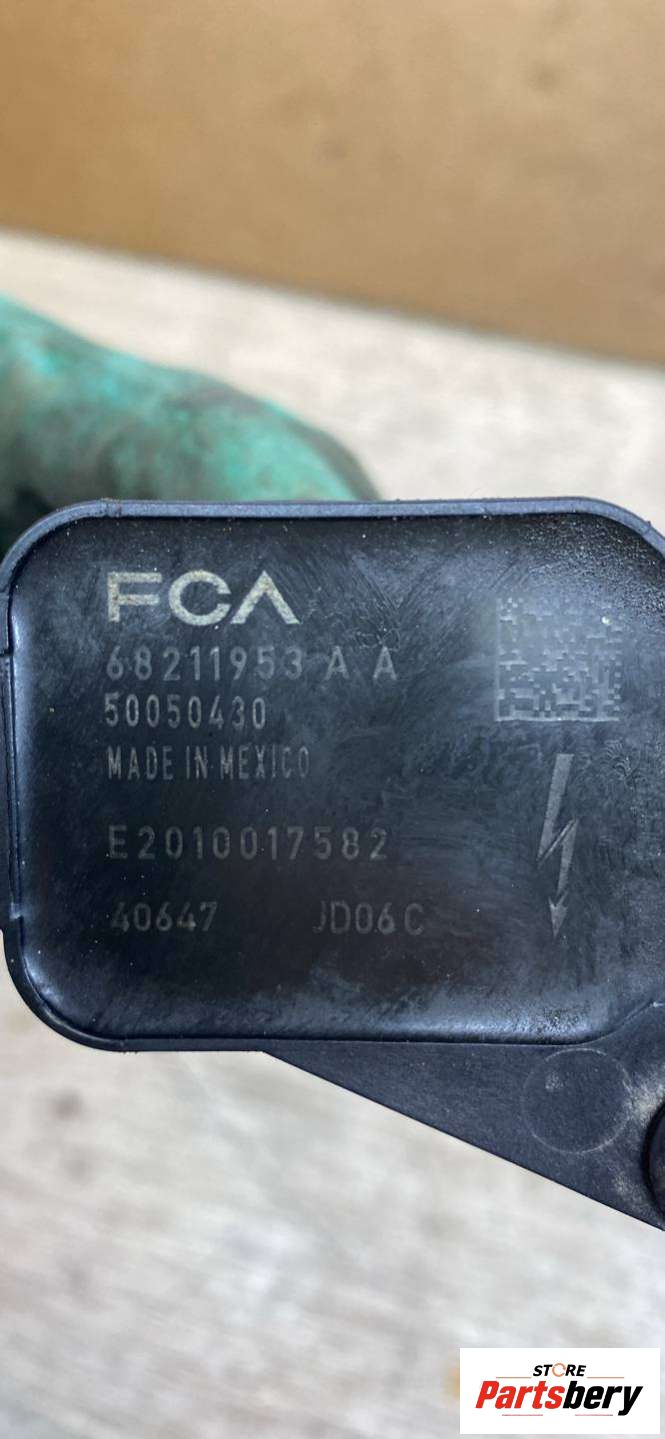 FCA
68211953 A A
50050430
MADE IN MEXICO
E2010017582
40647 JD06C
STORE
Partsbery